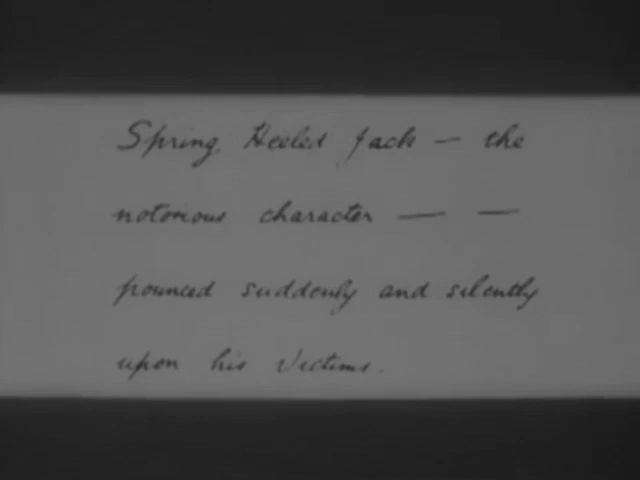 Spring Heeled Jack — the
notorious character — —
pounced suddenly and silently
upon his victims.